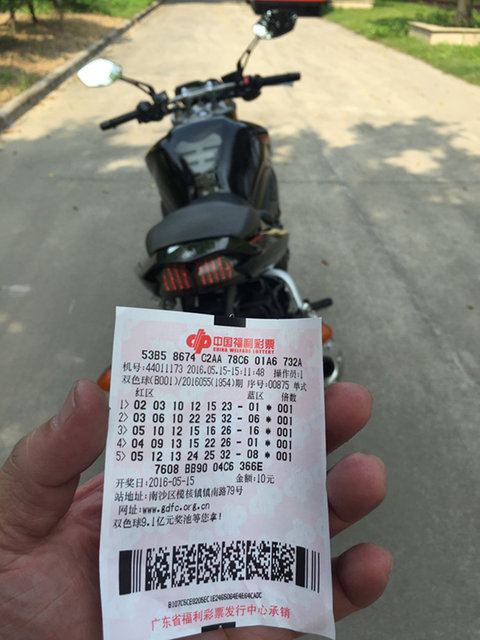 中国福利彩票
CHINA WELFARE LOTTERY
53B5 8674 C2AA 78C6 01A6 732A
机号:44011173 2016.05.15-15:11:48 操作员:1
双色球(B001)/2016055(1854)期 序号:00875 单式
红区 蓝区 倍数
1> 02 03 10 12 15 23 - 01 * 001
2> 03 06 10 22 25 32 - 06 * 001
3> 05 10 12 15 16 26 - 16 * 001
4> 04 09 13 15 22 26 - 01 * 001
5> 05 12 13 24 25 32 - 08 * 001
7608 BB90 04C6 366E
开奖日:2016-05-15 金额:10元
站地址:南沙区榄核镇镇南路79号
网址:www.gdfc.org.cn
双色球9.1亿元奖池等您拿!
广东省福利彩票发行中心承销